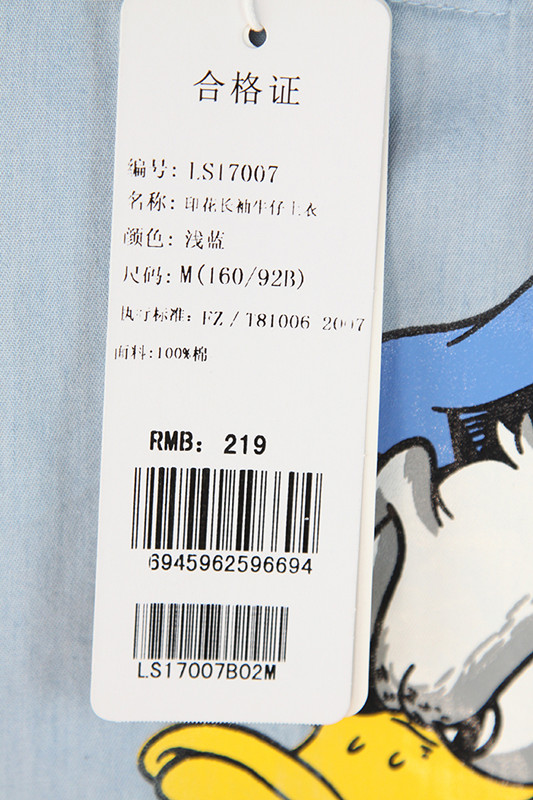 合格证
编号: LS17007
名称: 印花长袖牛仔上衣
颜色: 浅蓝
尺码: M(160/92B)
执行标准: FZ/T81006 2007
面料:100%棉
RMB: 219
6945962596694
LS17007B02M